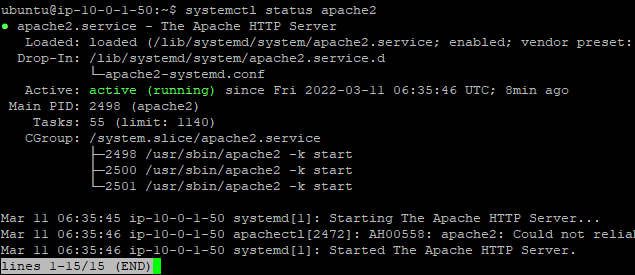 ubuntu@ip-10-0-1-50:~$ systemctl status apache2
● apache2.service - The Apache HTTP Server
   Loaded: loaded (/lib/systemd/system/apache2.service; enabled; vendor preset:
  Drop-In: /lib/systemd/system/apache2.service.d
           └─apache2-systemd.conf
   Active: active (running) since Fri 2022-03-11 06:35:46 UTC; 8min ago
 Main PID: 2498 (apache2)
    Tasks: 55 (limit: 1140)
   CGroup: /system.slice/apache2.service
           ├─2498 /usr/sbin/apache2 -k start
           ├─2500 /usr/sbin/apache2 -k start
           └─2501 /usr/sbin/apache2 -k start

Mar 11 06:35:45 ip-10-0-1-50 systemd[1]: Starting The Apache HTTP Server...
Mar 11 06:35:46 ip-10-0-1-50 apachectl[2472]: AH00558: apache2: Could not relia
Mar 11 06:35:46 ip-10-0-1-50 systemd[1]: Started The Apache HTTP Server.
lines 1-15/15 (END)